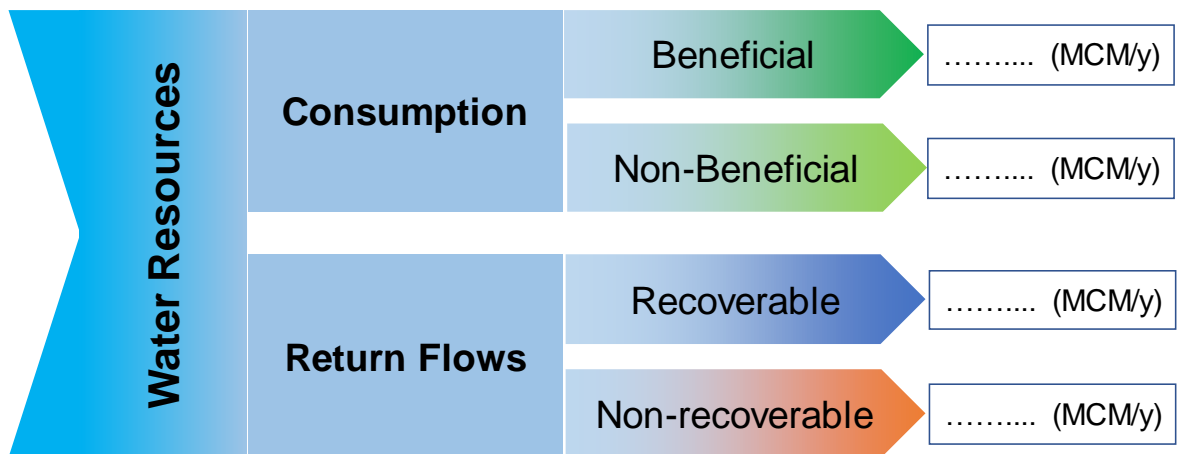 Water Resources
Consumption
Beneficial
…….... (MCM/y)
Non-Beneficial
…….... (MCM/y)
Return Flows
Recoverable
…….... (MCM/y)
Non-recoverable
…….... (MCM/y)